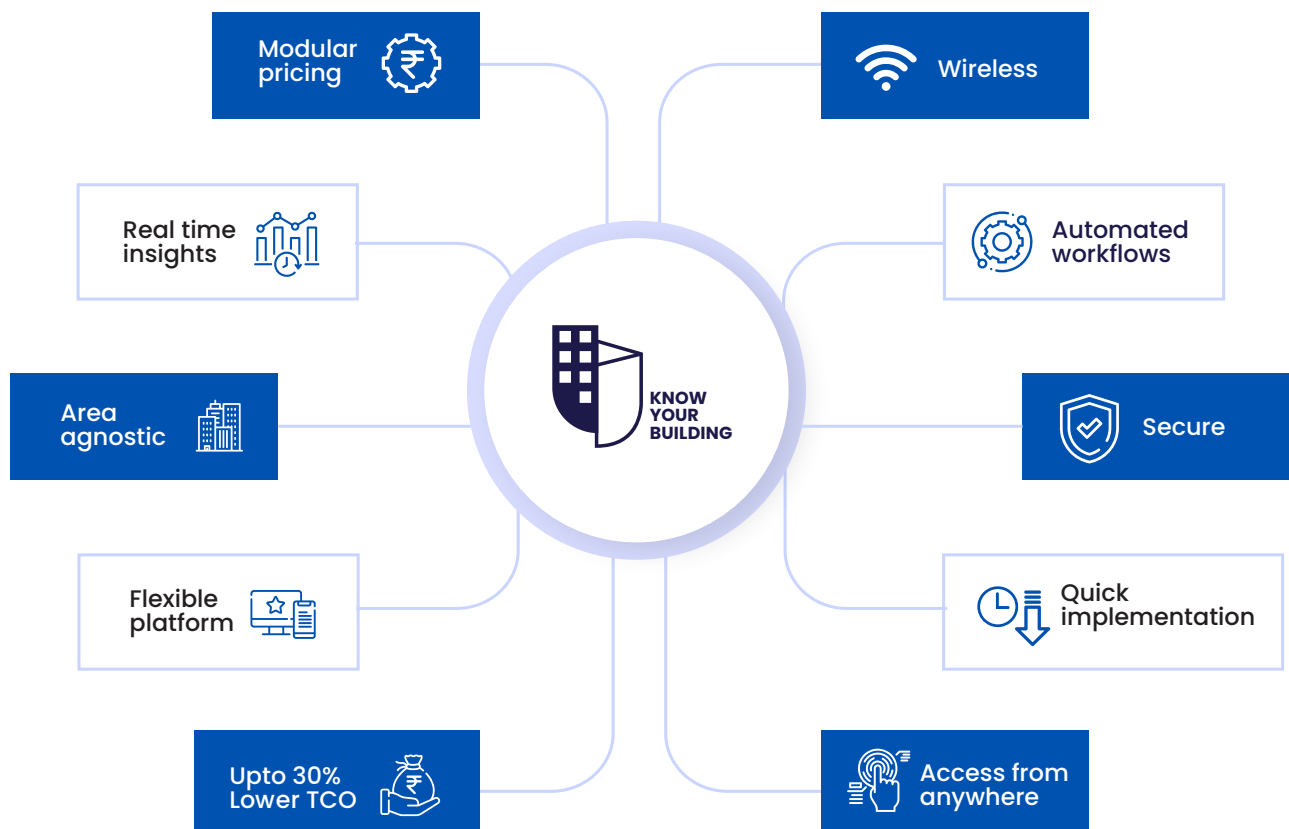 Modular
pricing
Wireless
Real time
insights
Automated
workflows
Area
agnostic
KNOW
YOUR
BUILDING
Secure
Flexible
platform
Quick
implementation
Upto 30%
Lower TCO
Access from
anywhere